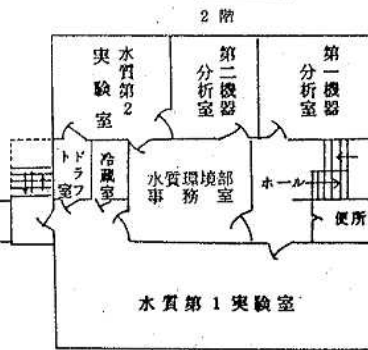 2階
水質第2
実験室
第二機器
分析室
第一機器
分析室
ドラフ
ト室
冷蔵室
水質環境部
事務室
ホール
便所
水質第1実験室